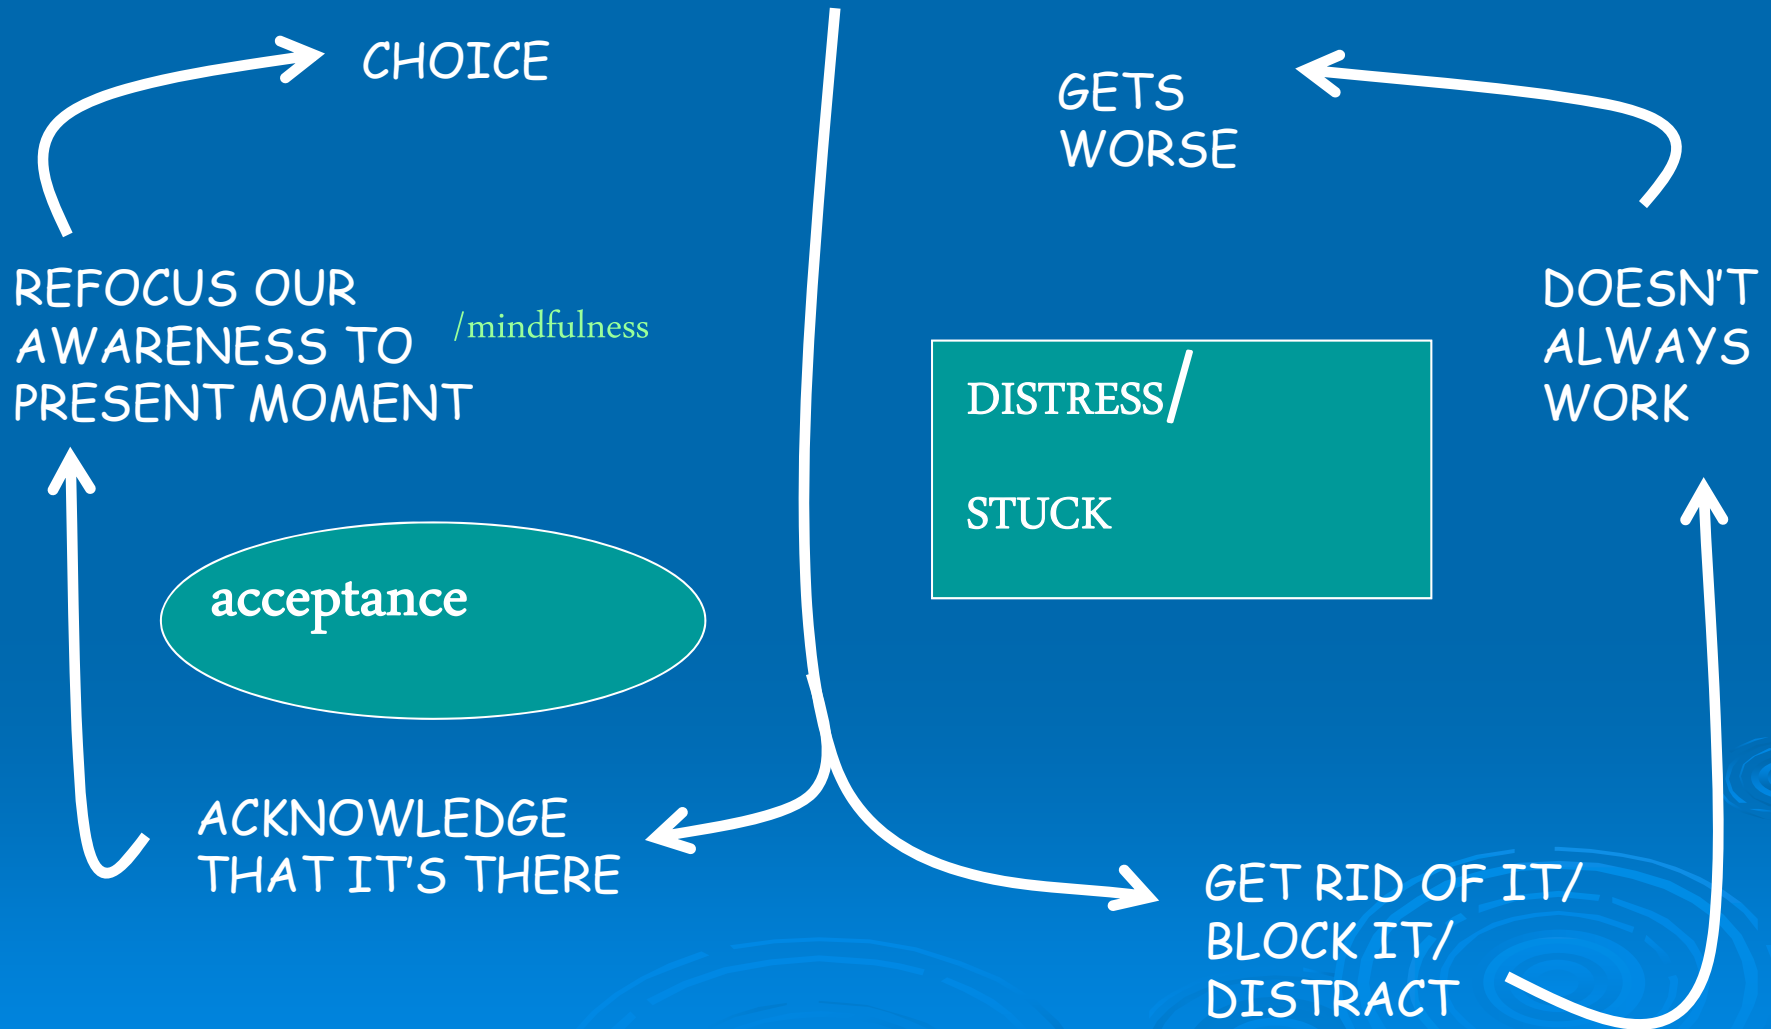 CHOICE
GETS
WORSE
REFOCUS OUR
AWARENESS TO
PRESENT MOMENT
/mindfulness
DOESN'T
ALWAYS
WORK
DISTRESS/
STUCK
acceptance
ACKNOWLEDGE
THAT IT'S THERE
GET RID OF IT/
BLOCK IT/
DISTRACT